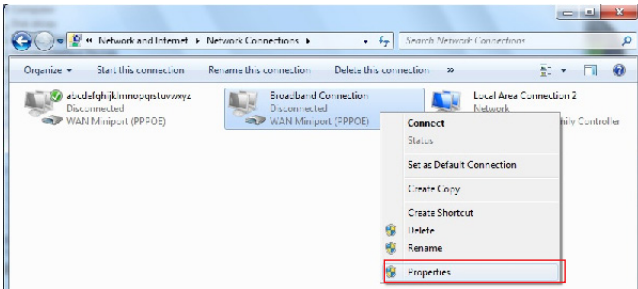 « Network and Internet ▸ Network Connections ▸
Search Network Connections
Organize ▾ Start this connection Rename this connection Delete this connection »
abcdefghijklmnopqrstuvwxyz
Disconnected
WAN Miniport (PPPOE)
Broadband Connection
Disconnected
WAN Miniport (PPPOE)
Local Area Connection 2
Network
mily Controller
Connect
Status
Set as Default Connection
Create Copy
Create Shortcut
Delete
Rename
Properties